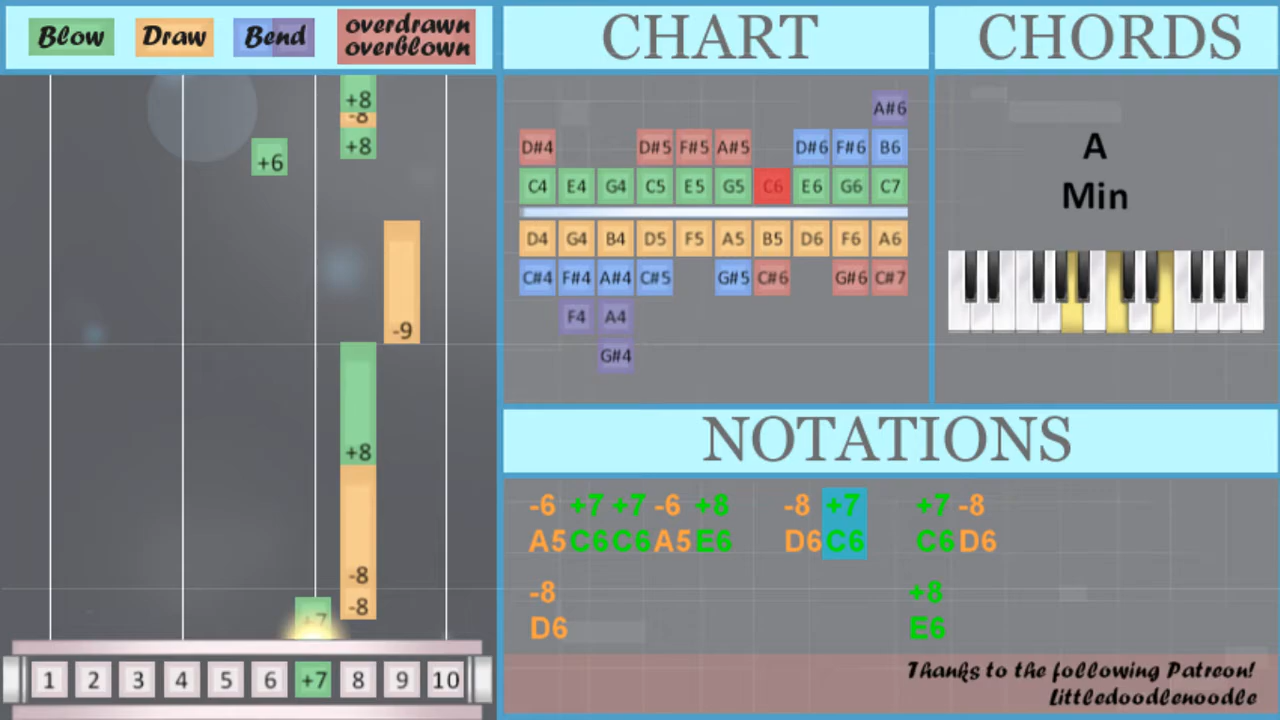 Blow Draw Bend overdrawn
overblown
CHART
CHORDS
+8
-8
+8
+6
-9
+8
-8
-8
+7
1 2 3 4 5 6 +7 8 9 10
A#6
D#4 D#5 F#5 A#5 D#6 F#6 B6
C4 E4 G4 C5 E5 G5 C6 E6 G6 C7
D4 G4 B4 D5 F5 A5 B5 D6 F6 A6
C#4 F#4 A#4 C#5 G#5 C#6 G#6 C#7
F4 A4
G#4
A
Min
NOTATIONS
-6 +7 +7 -6 +8 -8 +7 +7 -8
A5 C6 C6 A5 E6 D6 C6 C6 D6
-8 +8
D6 E6
Thanks to the following Patreon!
Littledoodlenoodle